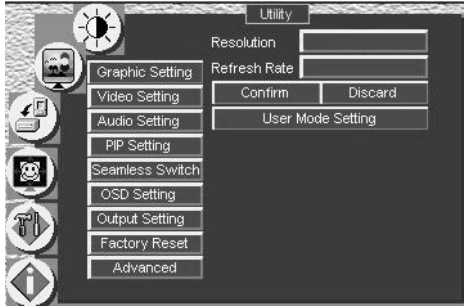 Utility
Resolution
Refresh Rate
Confirm Discard
User Mode Setting
Graphic Setting
Video Setting
Audio Setting
PIP Setting
Seamless Switch
OSD Setting
Output Setting
Factory Reset
Advanced